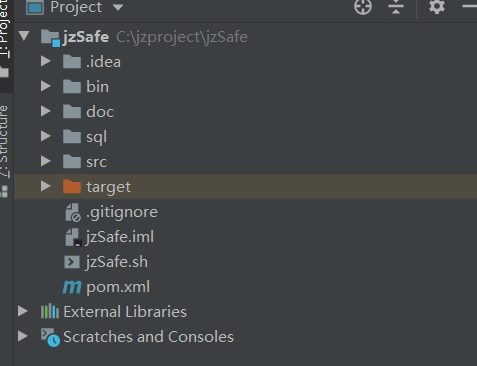 Project
1: Project
jzSafe C:\jzproject\jzSafe
.idea
bin
doc
sql
src
target
.gitignore
jzSafe.iml
jzSafe.sh
pom.xml
External Libraries
Scratches and Consoles
7: Structure